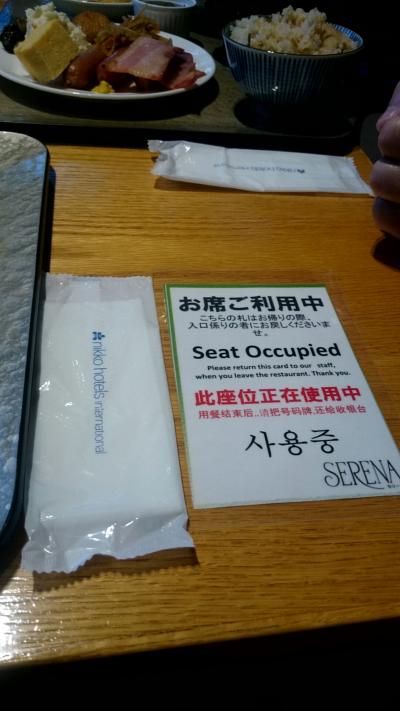 nikko hotels international
お席ご利用中
こちらの札はお帰りの際、
入口係りの者にお戻しくださいま
せ。
Seat Occupied
Please return this card to our staff,
when you leave the restaurant. Thank you.
此座位正在使用中
用餐结束后..请把号码牌.还给收银台
사용중
SERENA